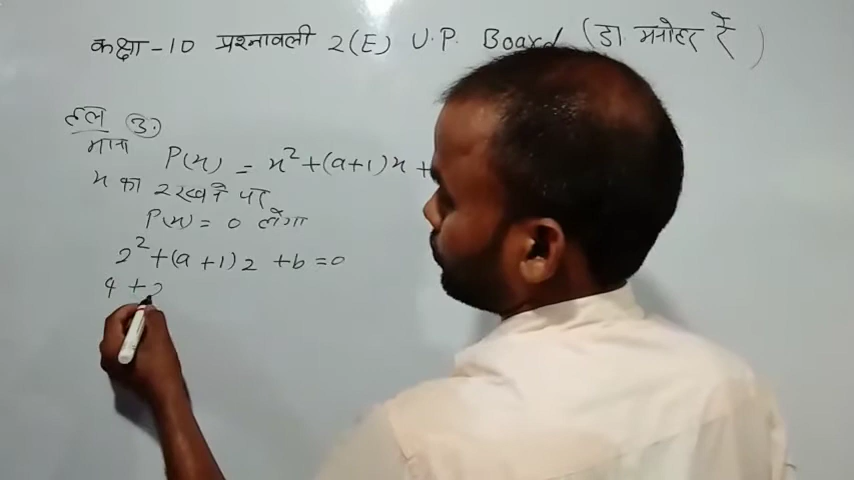 कक्षा -10 प्रश्नावली 2(E) U.P. Board (डा. मनोहर रे)
हल 3.
माना P(x) = x² + (a+1)x +
x का 2 रखने पर
P(x) = 0 होगा
2² + (a+1)2 + b = 0
4 + 2